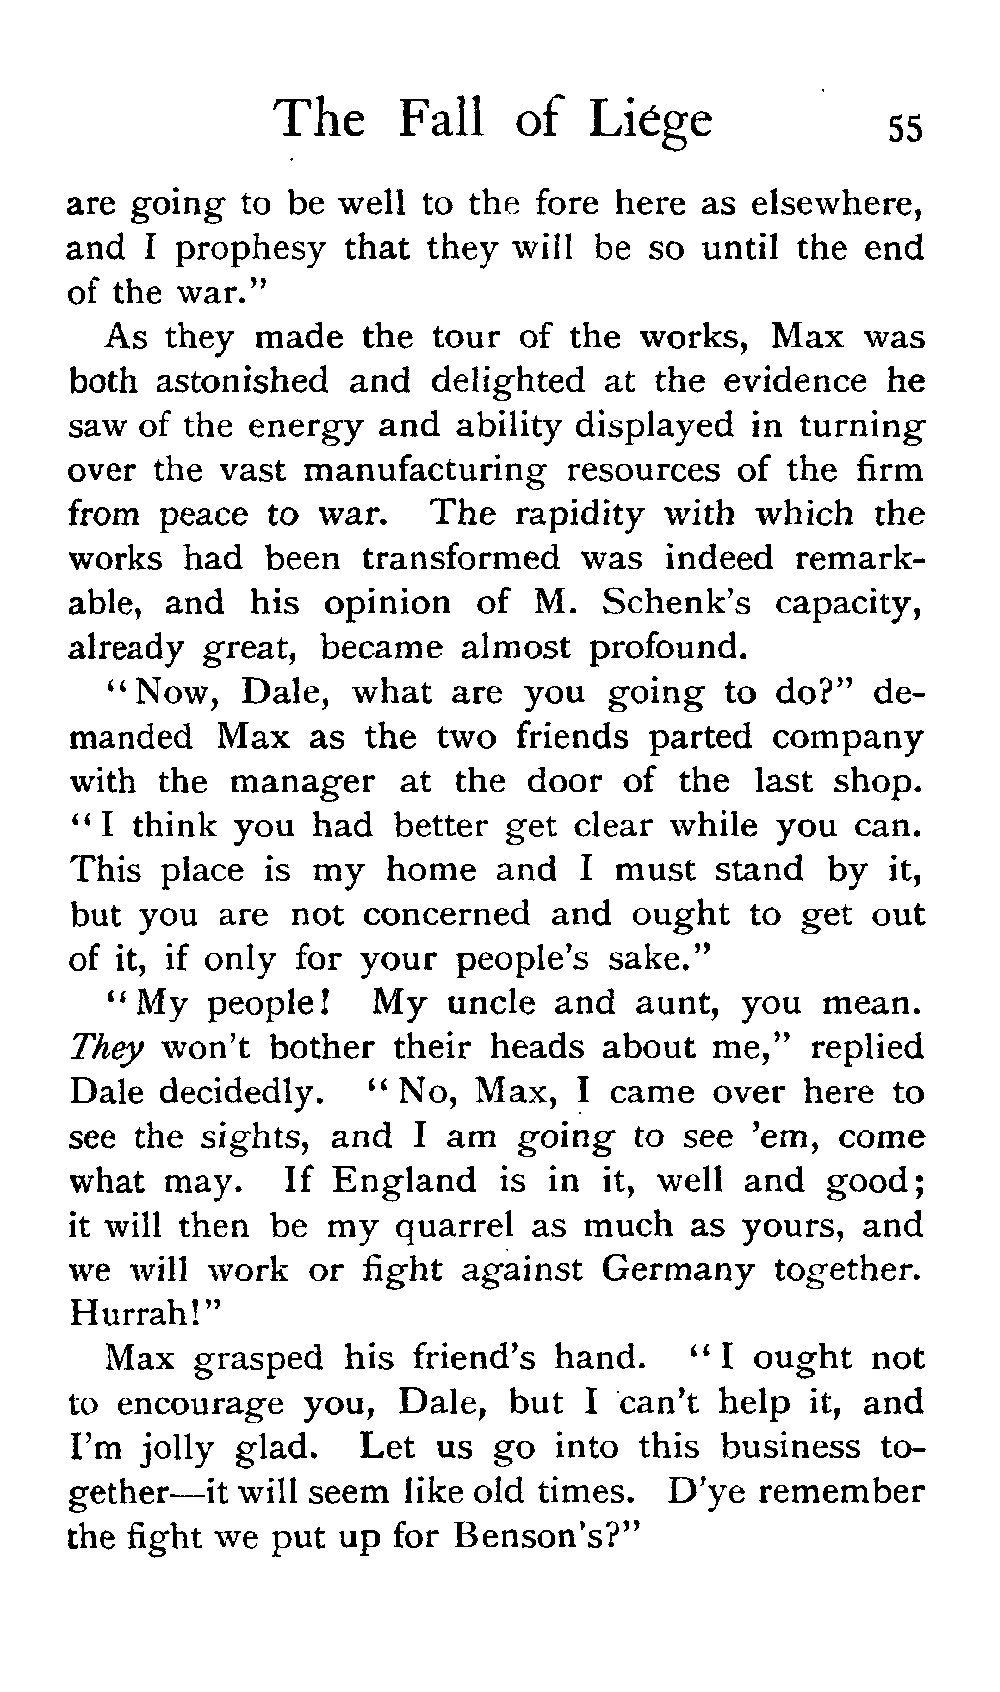 The Fall of Liége 55
are going to be well to the fore here as elsewhere,
and I prophesy that they will be so until the end
of the war."
As they made the tour of the works, Max was
both astonished and delighted at the evidence he
saw of the energy and ability displayed in turning
over the vast manufacturing resources of the firm
from peace to war. The rapidity with which the
works had been transformed was indeed remark-
able, and his opinion of M. Schenk's capacity,
already great, became almost profound.
"Now, Dale, what are you going to do?" de-
manded Max as the two friends parted company
with the manager at the door of the last shop.
"I think you had better get clear while you can.
This place is my home and I must stand by it,
but you are not concerned and ought to get out
of it, if only for your people's sake."
"My people! My uncle and aunt, you mean.
They won't bother their heads about me," replied
Dale decidedly. "No, Max, I came over here to
see the sights, and I am going to see 'em, come
what may. If England is in it, well and good;
it will then be my quarrel as much as yours, and
we will work or fight against Germany together.
Hurrah!"
Max grasped his friend's hand. "I ought not
to encourage you, Dale, but I can't help it, and
I'm jolly glad. Let us go into this business to-
gether—it will seem like old times. D'ye remember
the fight we put up for Benson's?"